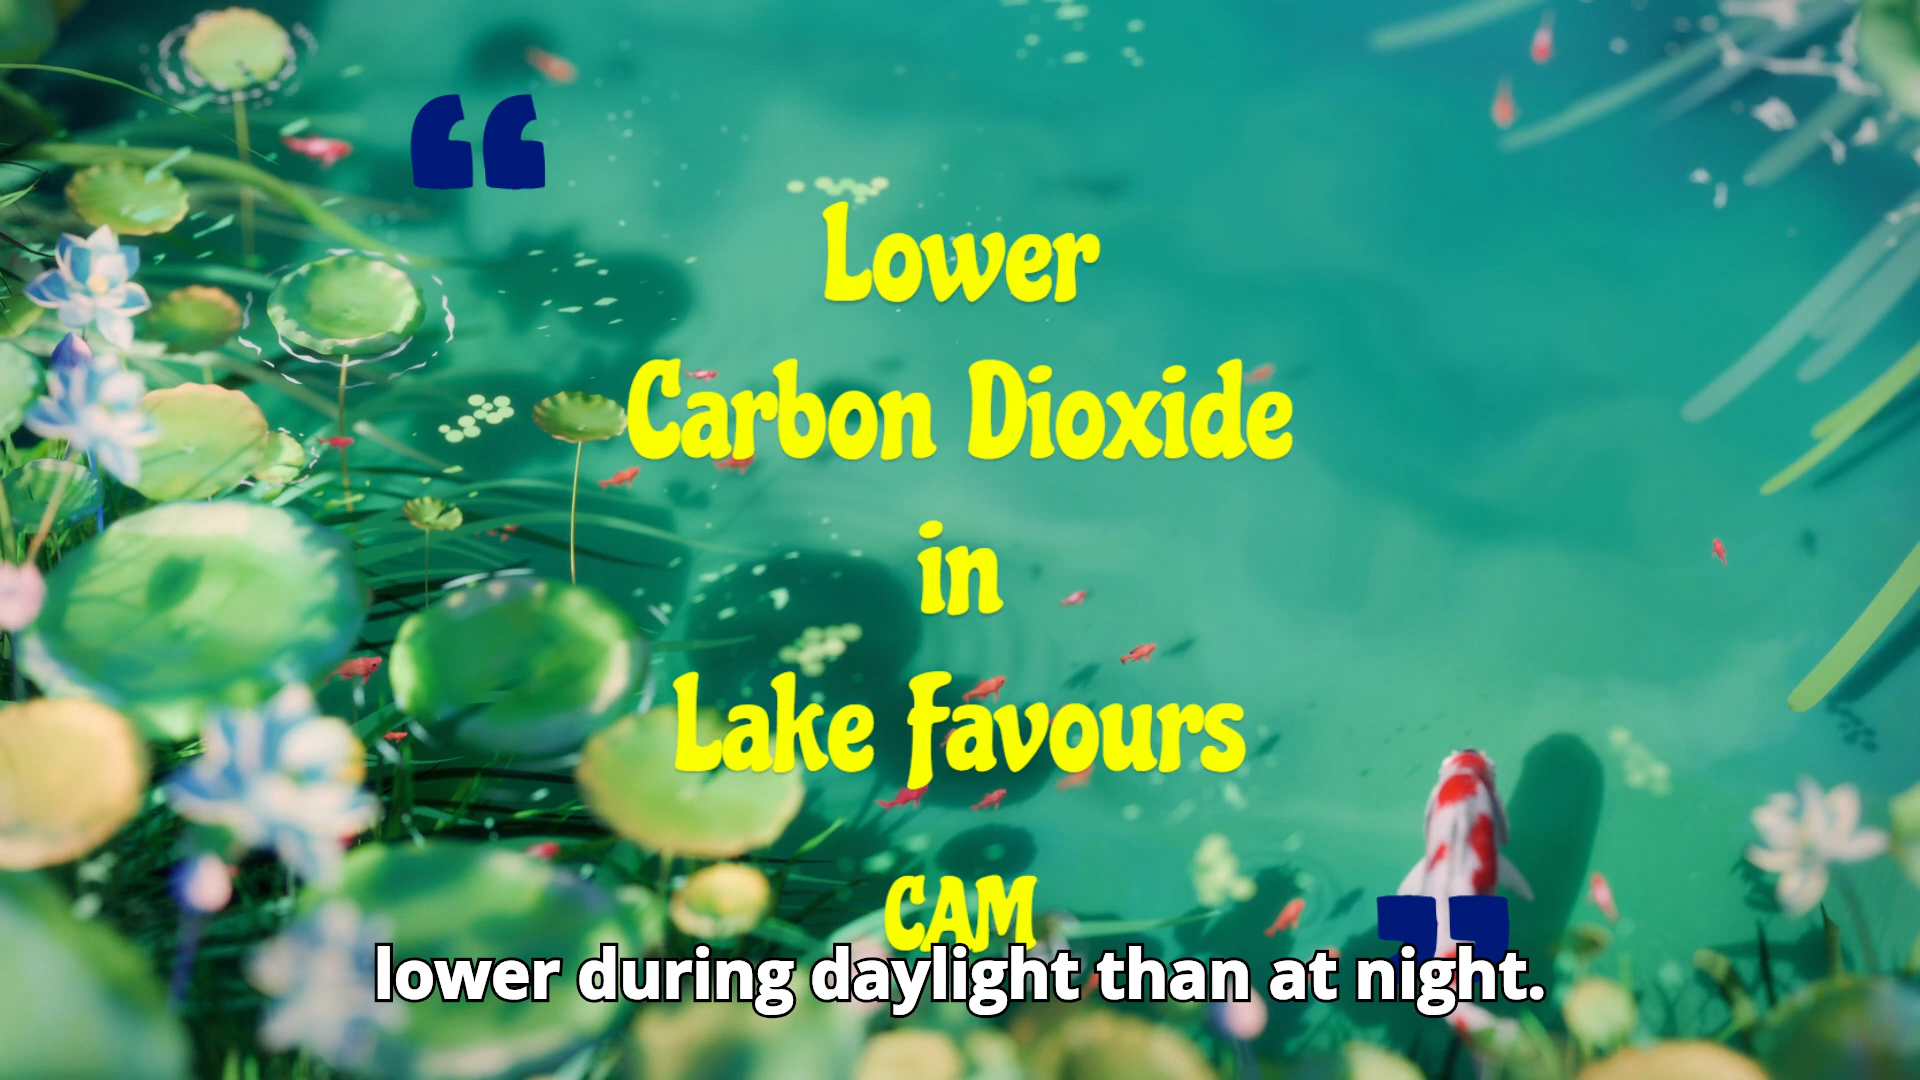 “
Lower
Carbon Dioxide
in
Lake Favours
CAM
"
lower during daylight than at night.